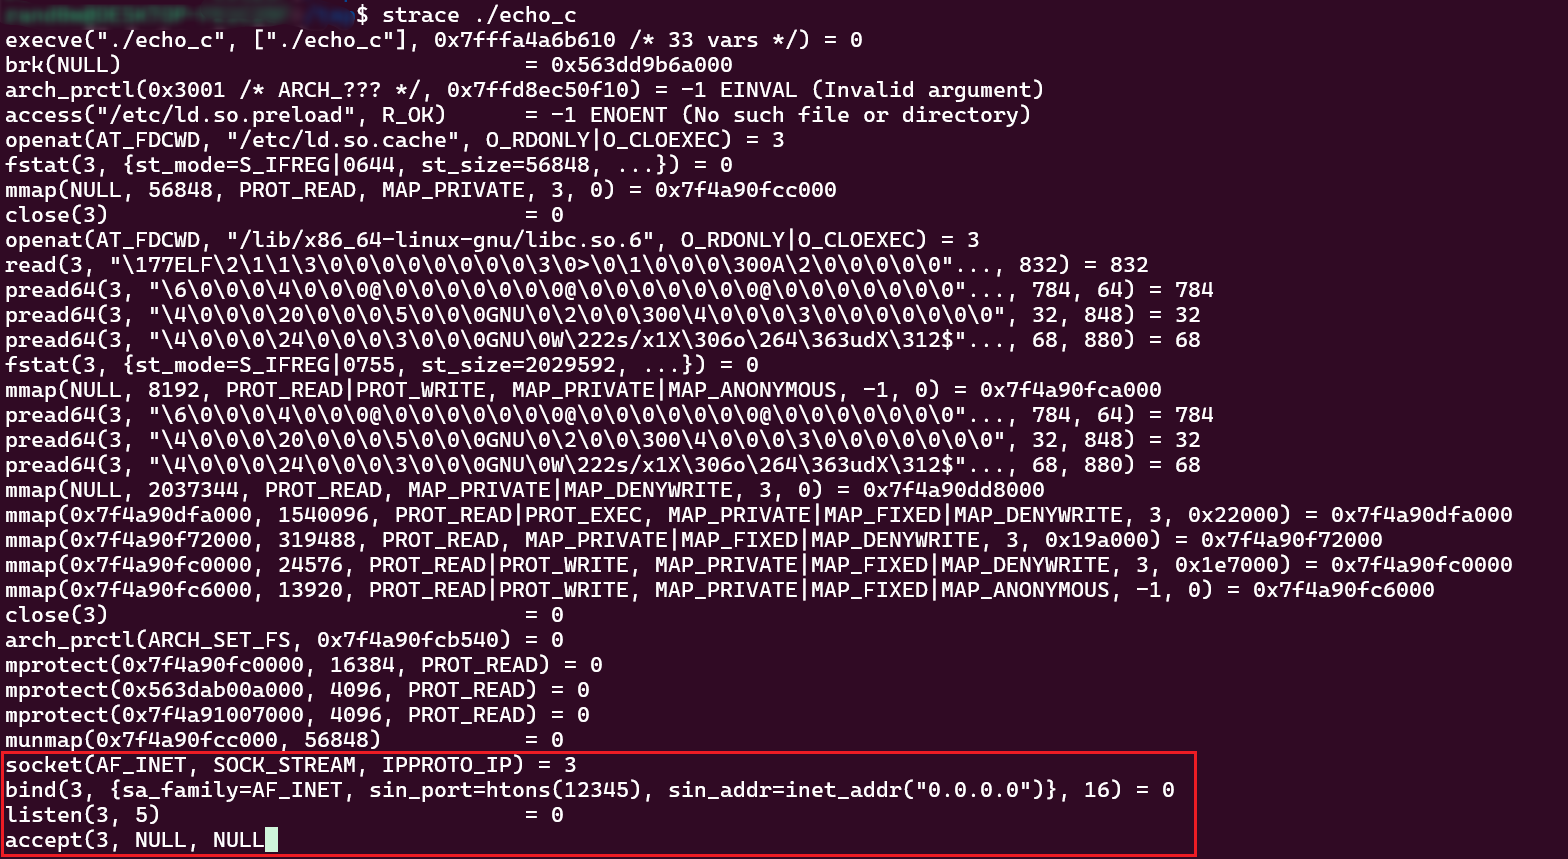 $ strace ./echo_c
execve("./echo_c", ["./echo_c"], 0x7fffa4a6b610 /* 33 vars */) = 0
brk(NULL)                               = 0x563dd9b6a000
arch_prctl(0x3001 /* ARCH_??? */, 0x7ffd8ec50f10) = -1 EINVAL (Invalid argument)
access("/etc/ld.so.preload", R_OK)      = -1 ENOENT (No such file or directory)
openat(AT_FDCWD, "/etc/ld.so.cache", O_RDONLY|O_CLOEXEC) = 3
fstat(3, {st_mode=S_IFREG|0644, st_size=56848, ...}) = 0
mmap(NULL, 56848, PROT_READ, MAP_PRIVATE, 3, 0) = 0x7f4a90fcc000
close(3)                                = 0
openat(AT_FDCWD, "/lib/x86_64-linux-gnu/libc.so.6", O_RDONLY|O_CLOEXEC) = 3
read(3, "\177ELF\2\1\1\3\0\0\0\0\0\0\0\0\3\0>\0\1\0\0\0\300A\2\0\0\0\0\0"..., 832) = 832
pread64(3, "\6\0\0\0\4\0\0\0@\0\0\0\0\0\0\0@\0\0\0\0\0\0\0@\0\0\0\0\0\0\0"..., 784, 64) = 784
pread64(3, "\4\0\0\0\20\0\0\0\5\0\0\0GNU\0\2\0\0\300\4\0\0\0\3\0\0\0\0\0\0\0", 32, 848) = 32
pread64(3, "\4\0\0\0\24\0\0\0\3\0\0\0GNU\0W\222s/x1X\306o\264\363udX\312$"..., 68, 880) = 68
fstat(3, {st_mode=S_IFREG|0755, st_size=2029592, ...}) = 0
mmap(NULL, 8192, PROT_READ|PROT_WRITE, MAP_PRIVATE|MAP_ANONYMOUS, -1, 0) = 0x7f4a90fca000
pread64(3, "\6\0\0\0\4\0\0\0@\0\0\0\0\0\0\0@\0\0\0\0\0\0\0@\0\0\0\0\0\0\0"..., 784, 64) = 784
pread64(3, "\4\0\0\0\20\0\0\0\5\0\0\0GNU\0\2\0\0\300\4\0\0\0\3\0\0\0\0\0\0\0", 32, 848) = 32
pread64(3, "\4\0\0\0\24\0\0\0\3\0\0\0GNU\0W\222s/x1X\306o\264\363udX\312$"..., 68, 880) = 68
mmap(NULL, 2037344, PROT_READ, MAP_PRIVATE|MAP_DENYWRITE, 3, 0) = 0x7f4a90dd8000
mmap(0x7f4a90dfa000, 1540096, PROT_READ|PROT_EXEC, MAP_PRIVATE|MAP_FIXED|MAP_DENYWRITE, 3, 0x22000) = 0x7f4a90dfa000
mmap(0x7f4a90f72000, 319488, PROT_READ, MAP_PRIVATE|MAP_FIXED|MAP_DENYWRITE, 3, 0x19a000) = 0x7f4a90f72000
mmap(0x7f4a90fc0000, 24576, PROT_READ|PROT_WRITE, MAP_PRIVATE|MAP_FIXED|MAP_DENYWRITE, 3, 0x1e7000) = 0x7f4a90fc0000
mmap(0x7f4a90fc6000, 13920, PROT_READ|PROT_WRITE, MAP_PRIVATE|MAP_FIXED|MAP_ANONYMOUS, -1, 0) = 0x7f4a90fc6000
close(3)                                = 0
arch_prctl(ARCH_SET_FS, 0x7f4a90fcb540) = 0
mprotect(0x7f4a90fc0000, 16384, PROT_READ) = 0
mprotect(0x563dab00a000, 4096, PROT_READ) = 0
mprotect(0x7f4a91007000, 4096, PROT_READ) = 0
munmap(0x7f4a90fcc000, 56848)           = 0
socket(AF_INET, SOCK_STREAM, IPPROTO_IP) = 3
bind(3, {sa_family=AF_INET, sin_port=htons(12345), sin_addr=inet_addr("0.0.0.0")}, 16) = 0
listen(3, 5)                            = 0
accept(3, NULL, NULL